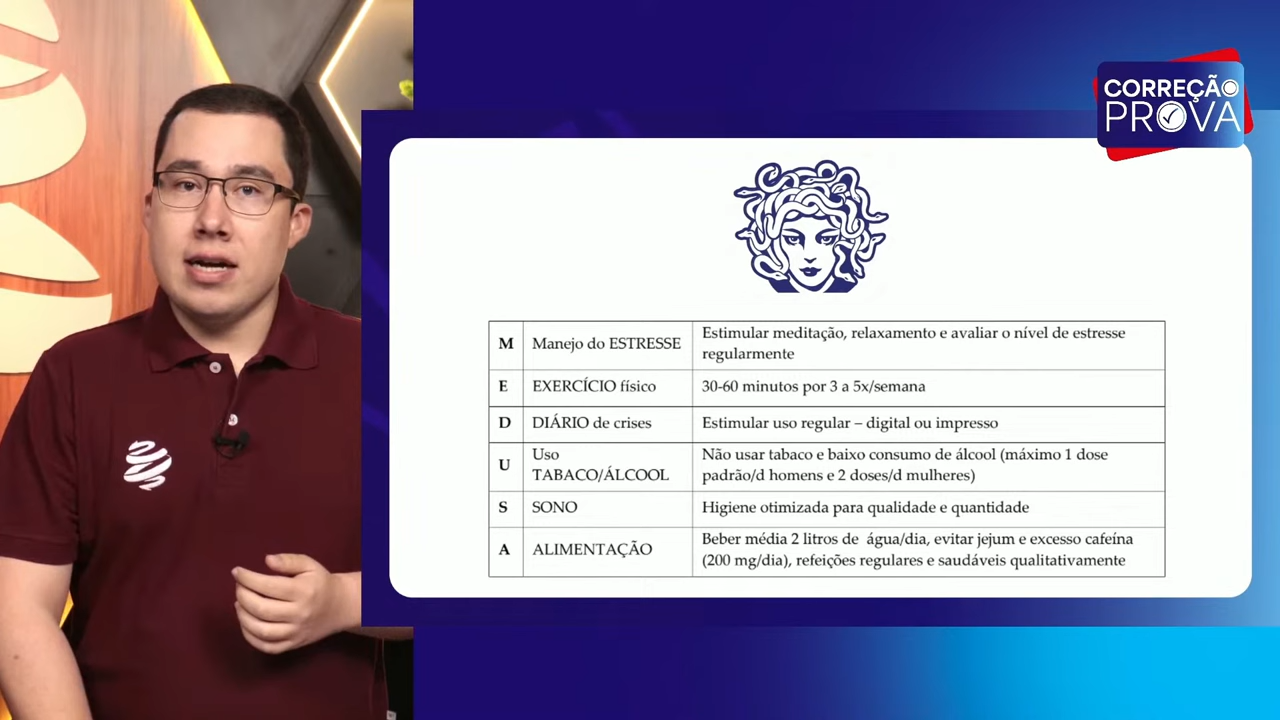 CORREÇÃO
PROVA
M
Manejo do ESTRESSE
Estimular meditação, relaxamento e avaliar o nível de estresse
regularmente
E
EXERCÍCIO físico
30-60 minutos por 3 a 5x/semana
D
DIÁRIO de crises
Estimular uso regular – digital ou impresso
U
Uso
TABACO/ÁLCOOL
Não usar tabaco e baixo consumo de álcool (máximo 1 dose
padrão/d homens e 2 doses/d mulheres)
S
SONO
Higiene otimizada para qualidade e quantidade
A
ALIMENTAÇÃO
Beber média 2 litros de água/dia, evitar jejum e excesso cafeína
(200 mg/dia), refeições regulares e saudáveis qualitativamente